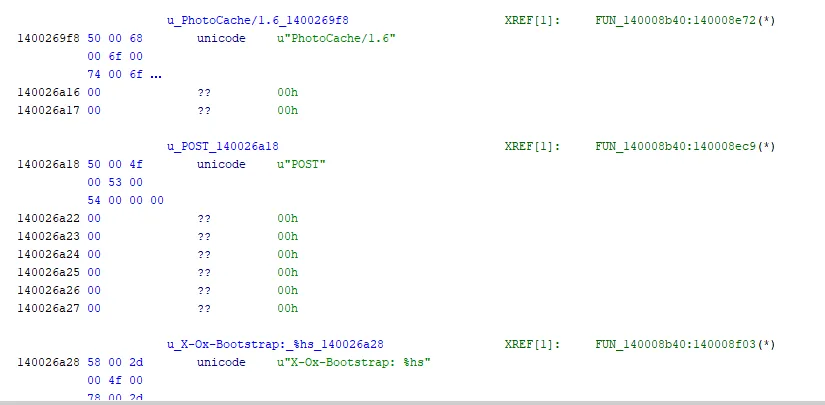 u_PhotoCache/1.6_1400269f8 XREF[1]: FUN_140008b40:140008e72(*)
1400269f8 50 00 68 unicode u"PhotoCache/1.6"
00 6f 00
74 00 6f ...
140026a16 00 ?? 00h
140026a17 00 ?? 00h
u_POST_140026a18 XREF[1]: FUN_140008b40:140008ec9(*)
140026a18 50 00 4f unicode u"POST"
00 53 00
54 00 00 00
140026a22 00 ?? 00h
140026a23 00 ?? 00h
140026a24 00 ?? 00h
140026a25 00 ?? 00h
140026a26 00 ?? 00h
140026a27 00 ?? 00h
u_X-Ox-Bootstrap:_%hs_140026a28 XREF[1]: FUN_140008b40:140008f03(*)
140026a28 58 00 2d unicode u"X-Ox-Bootstrap: %hs"
00 4f 00
78 00 2d